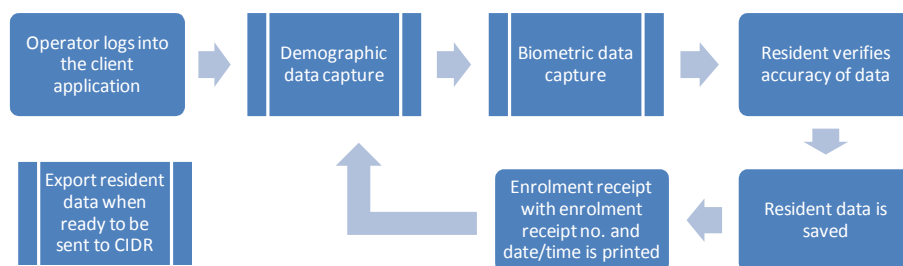 Operator logs into
the client
application
Demographic
data capture
Biometric data
capture
Resident verifies
accuracy of data
Export resident
data when
ready to be
sent to CIDR
Enrolment receipt
with enrolment
receipt no. and
date/time is printed
Resident data is
saved